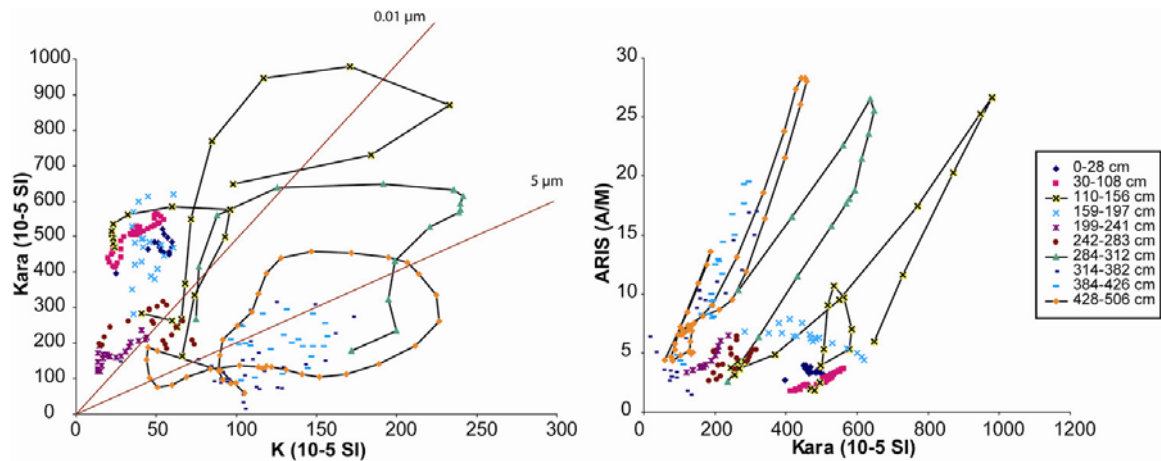 0.01 µm
5 µm
Kara (10-5 SI)
1000
900
800
700
600
500
400
300
200
100
0
0 50 100 150 200 250 300
K (10-5 SI)
ARIS (A/M)
30
25
20
15
10
5
0
0 200 400 600 800 1000 1200
Kara (10-5 SI)
0-28 cm
30-108 cm
110-156 cm
159-197 cm
199-241 cm
242-283 cm
284-312 cm
314-382 cm
384-426 cm
428-506 cm